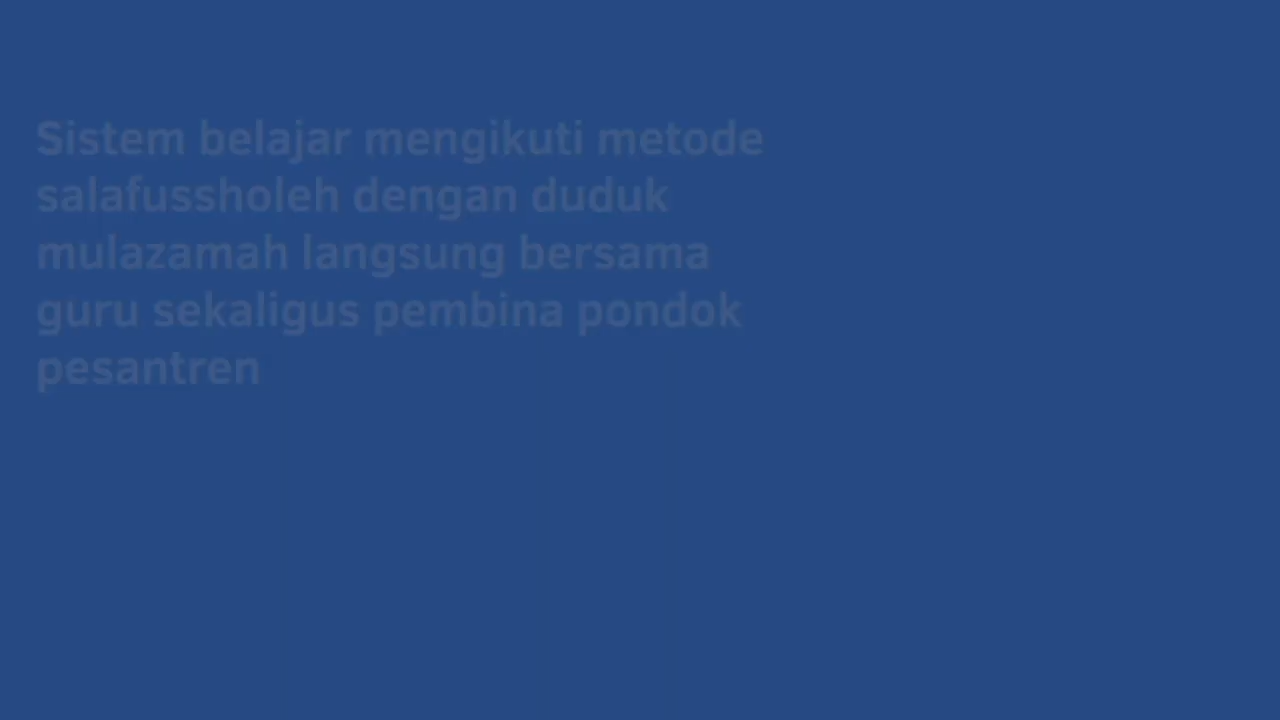 Sistem belajar mengikuti metode
salafussholeh dengan duduk
mulazamah langsung bersama
guru sekaligus pembina pondok
pesantren